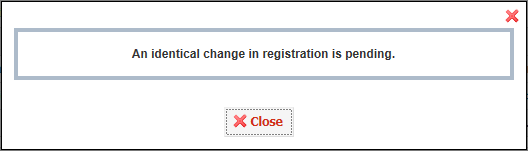 An identical change in registration is pending.
Close